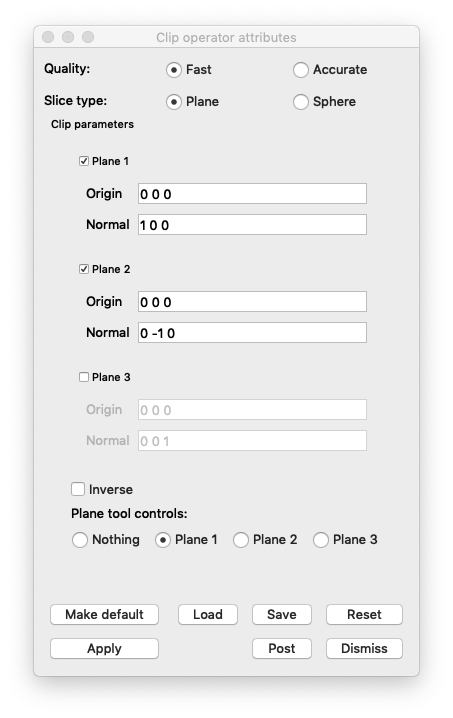 Clip operator attributes
Quality: Fast Accurate
Slice type: Plane Sphere
Clip parameters
Plane 1
Origin 0 0 0
Normal 1 0 0
Plane 2
Origin 0 0 0
Normal 0 -1 0
Plane 3
Origin 0 0 0
Normal 0 0 1
Inverse
Plane tool controls:
Nothing Plane 1 Plane 2 Plane 3
Make default Load Save Reset
Apply Post Dismiss